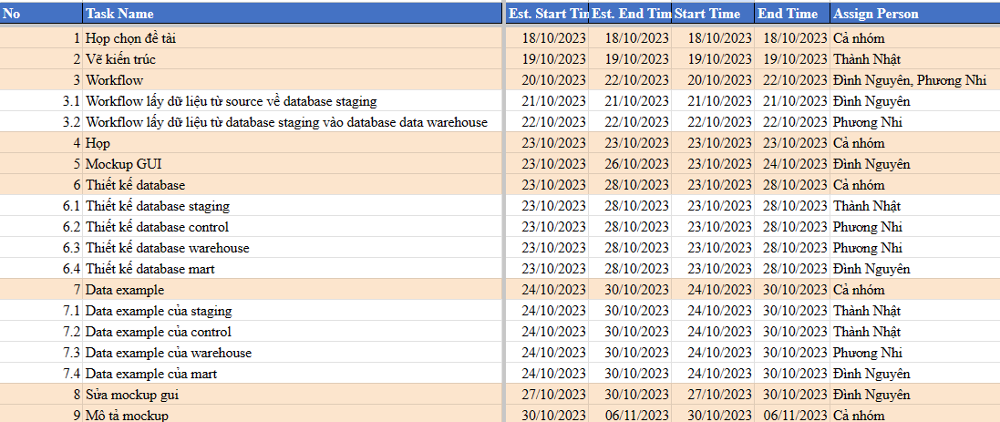 No Task Name Est. Start Tin Est. End Tim Start Time End Time Assign Person
1 Họp chọn đề tài 18/10/2023 18/10/2023 18/10/2023 18/10/2023 Cả nhóm
2 Vẽ kiến trúc 19/10/2023 19/10/2023 19/10/2023 19/10/2023 Thành Nhật
3 Workflow 20/10/2023 22/10/2023 20/10/2023 22/10/2023 Đình Nguyên, Phương Nhi
3.1 Workflow lấy dữ liệu từ source về database staging 21/10/2023 21/10/2023 21/10/2023 21/10/2023 Đình Nguyên
3.2 Workflow lấy dữ liệu từ database staging vào database data warehouse 22/10/2023 22/10/2023 22/10/2023 22/10/2023 Phương Nhi
4 Họp 23/10/2023 23/10/2023 23/10/2023 23/10/2023 Cả nhóm
5 Mockup GUI 23/10/2023 26/10/2023 23/10/2023 24/10/2023 Đình Nguyên
6 Thiết kế database 23/10/2023 28/10/2023 23/10/2023 28/10/2023 Cả nhóm
6.1 Thiết kế database staging 23/10/2023 28/10/2023 23/10/2023 28/10/2023 Thành Nhật
6.2 Thiết kế database control 23/10/2023 28/10/2023 23/10/2023 28/10/2023 Phương Nhi
6.3 Thiết kế database warehouse 23/10/2023 28/10/2023 23/10/2023 28/10/2023 Phương Nhi
6.4 Thiết kế database mart 23/10/2023 28/10/2023 23/10/2023 28/10/2023 Đình Nguyên
7 Data example 24/10/2023 30/10/2023 24/10/2023 30/10/2023 Cả nhóm
7.1 Data example của staging 24/10/2023 30/10/2023 24/10/2023 30/10/2023 Thành Nhật
7.2 Data example của control 24/10/2023 30/10/2023 24/10/2023 30/10/2023 Thành Nhật
7.3 Data example của warehouse 24/10/2023 30/10/2023 24/10/2023 30/10/2023 Phương Nhi
7.4 Data example của mart 24/10/2023 30/10/2023 24/10/2023 30/10/2023 Đình Nguyên
8 Sửa mockup gui 27/10/2023 30/10/2023 27/10/2023 30/10/2023 Đình Nguyên
9 Mô tả mockup 30/10/2023 06/11/2023 30/10/2023 06/11/2023 Cả nhóm